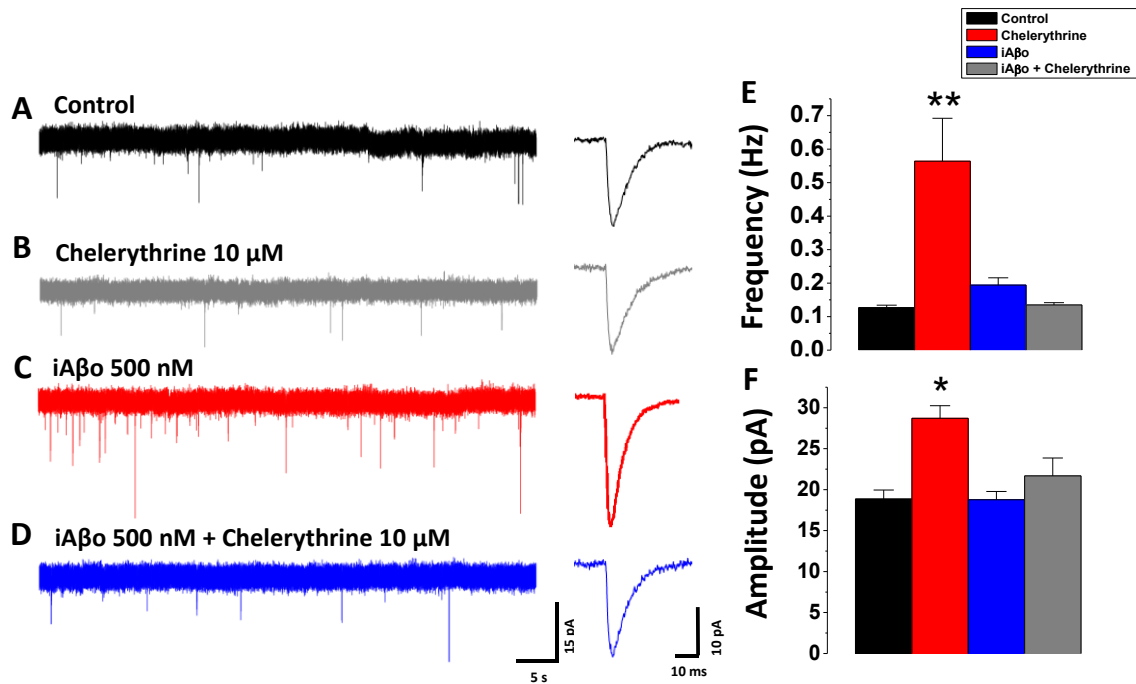 Control
Chelerythrine
iAβo
iAβo + Chelerythrine
A Control
B Chelerythrine 10 µM
C iAβo 500 nM
D iAβo 500 nM + Chelerythrine 10 µM
15 pA
5 s
10 pA
10 ms
E
**
Frequency (Hz)
0.7
0.6
0.5
0.4
0.3
0.2
0.1
0.0
F
*
Amplitude (pA)
30
25
20
15
10
5
0